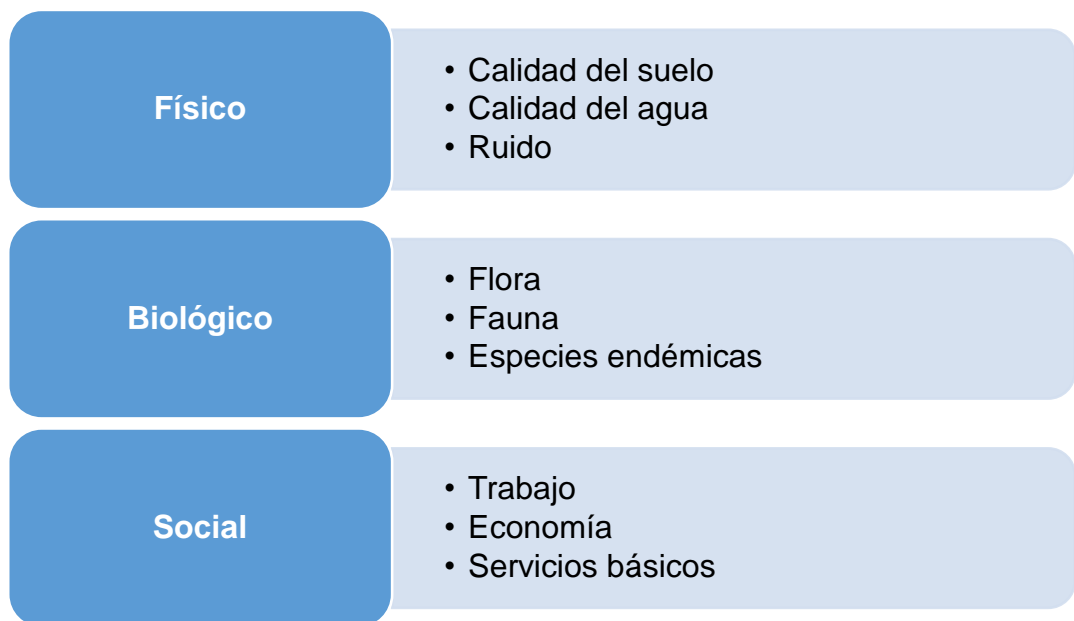 Físico
• Calidad del suelo
• Calidad del agua
• Ruido
Biológico
• Flora
• Fauna
• Especies endémicas
Social
• Trabajo
• Economía
• Servicios básicos